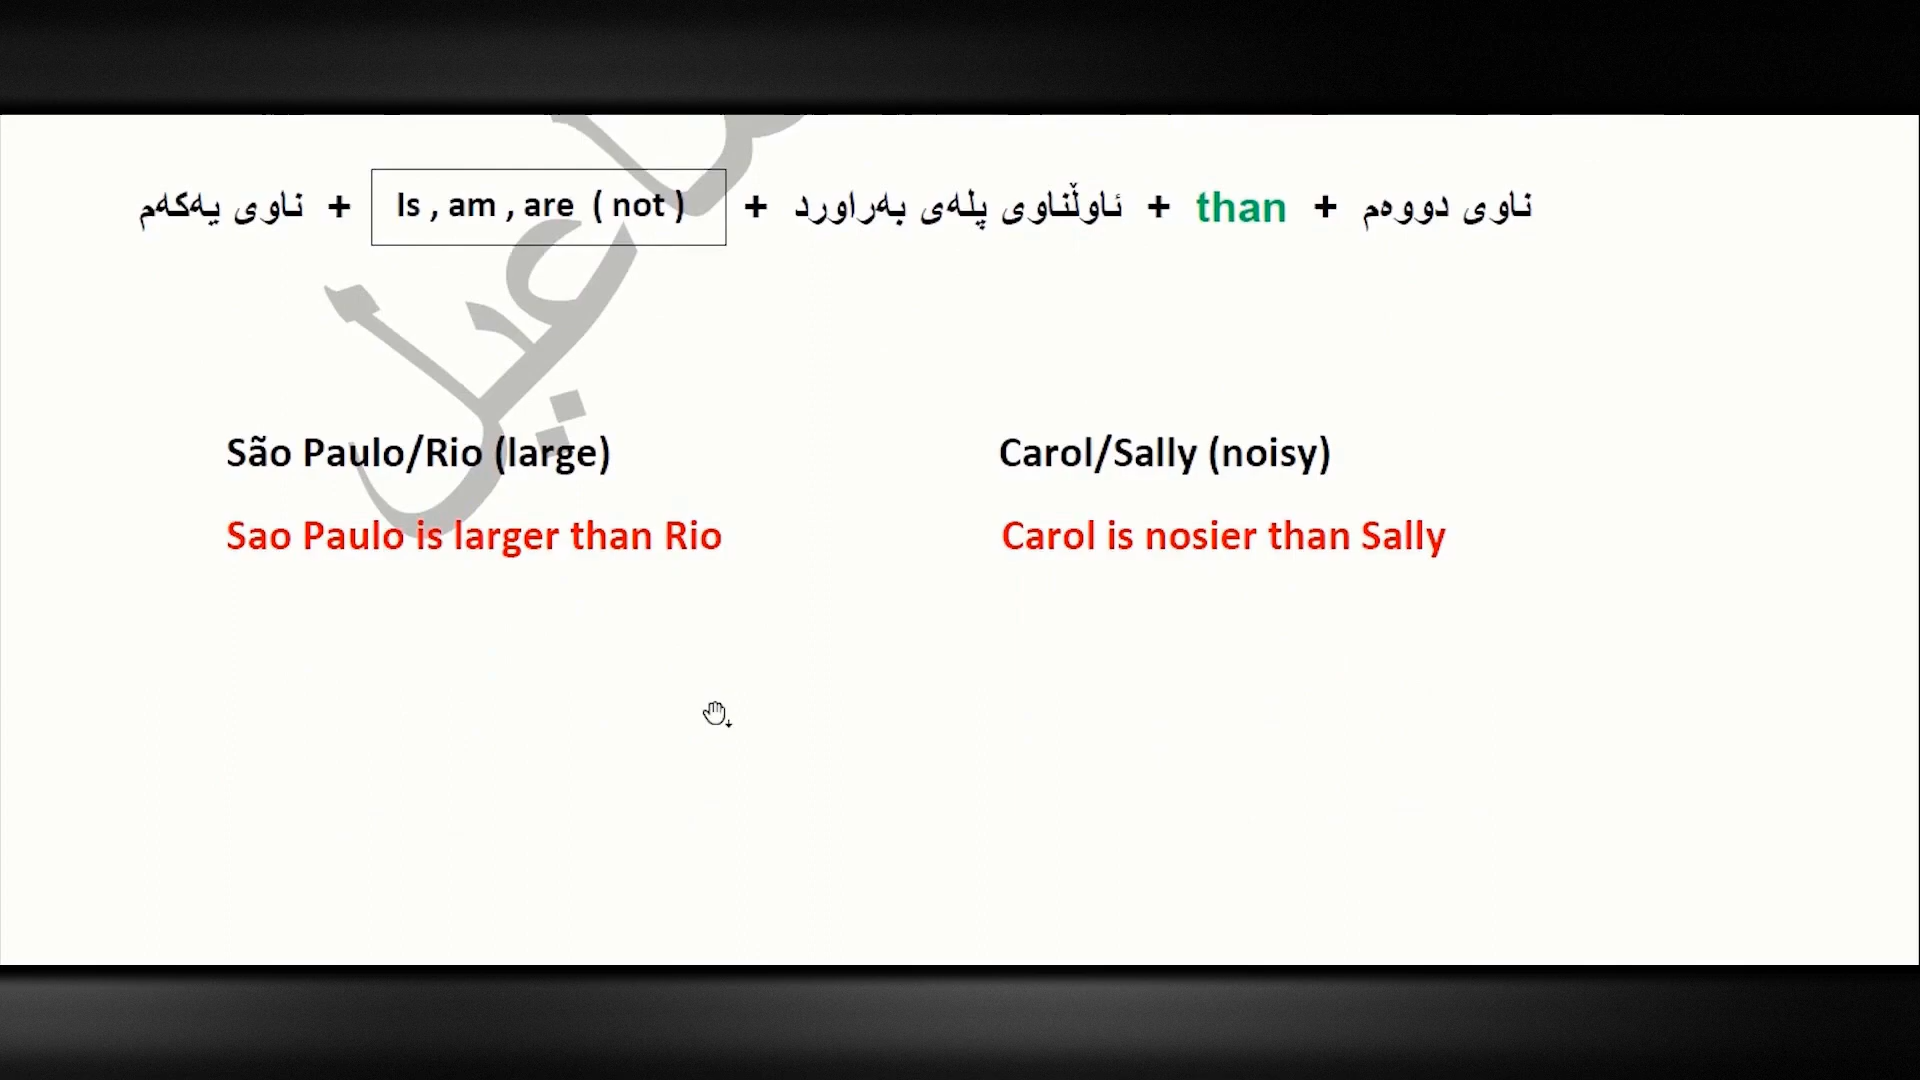 ناوی یەکەم + Is , am , are ( not ) + ئاوڵناوی پلەی بەراورد + than + ناوی دووەم
São Paulo/Rio (large)
Sao Paulo is larger than Rio
Carol/Sally (noisy)
Carol is nosier than Sally